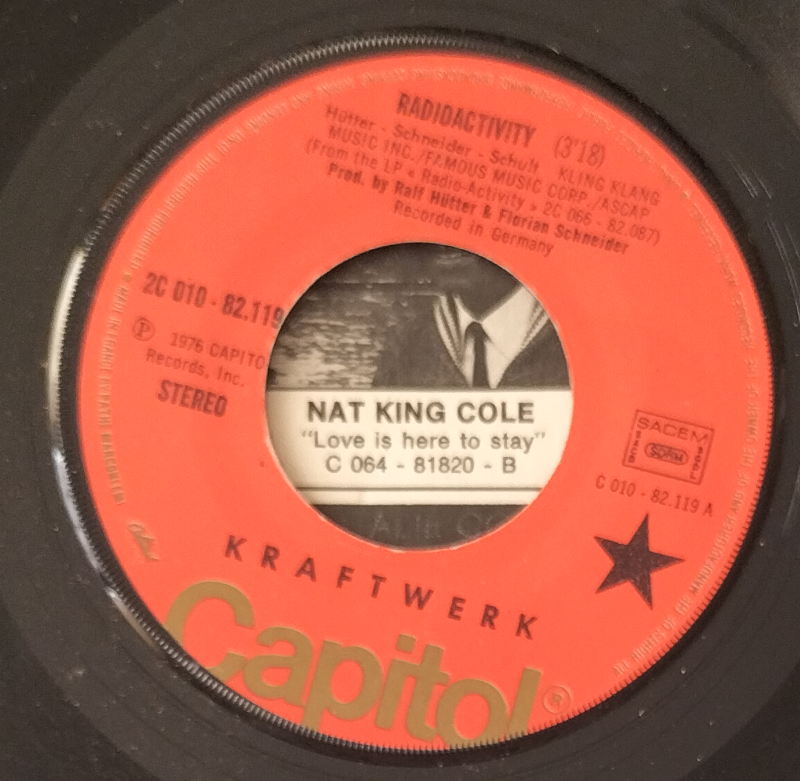 RADIOACTIVITY (3'18)
Hütter - Schneider - Schult KLING KLANG
MUSIC INC./FAMOUS MUSIC CORP./ASCAP
(From the LP « Radio-Activity » 2C 066 - 82.087)
Prod. by Ralf Hütter & Florian Schneider
Recorded in Germany
2C 010 - 82.119
Ⓟ 1976 CAPITO
Records, Inc.
STEREO
NAT KING COLE
"Love is here to stay"
C 064 - 81820 - B
SACEM
C 010 - 82.119 A
KRAFTWERK
Capitol®